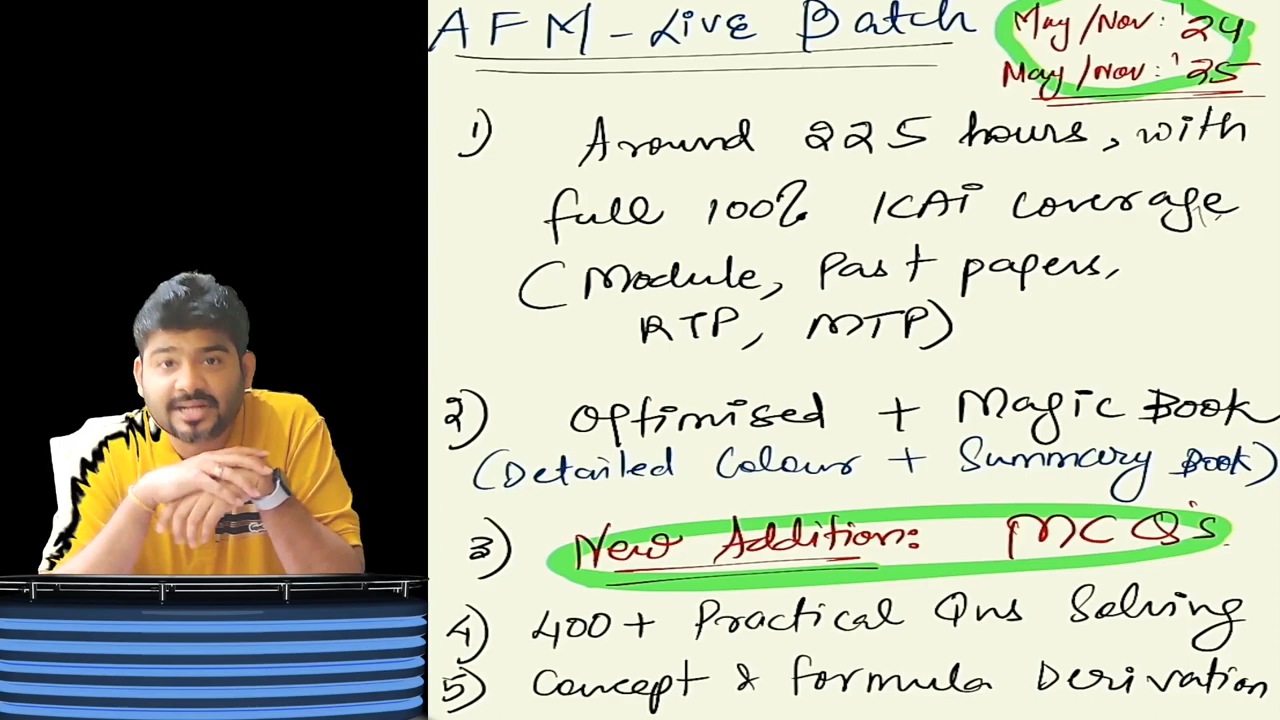 AFM - Live Batch
May/Nov: '24
May/Nov: '25
1) Around 225 hours, with
full 100% ICAI coverage
(Module, Past papers,
RTP, MTP)
2) Optimised + Magic Book
(Detailed Colour + Summary Book)
3) New Addition: MCQ's.
4) 400+ Practical Qns Solving
5) Concept & formula Derivation